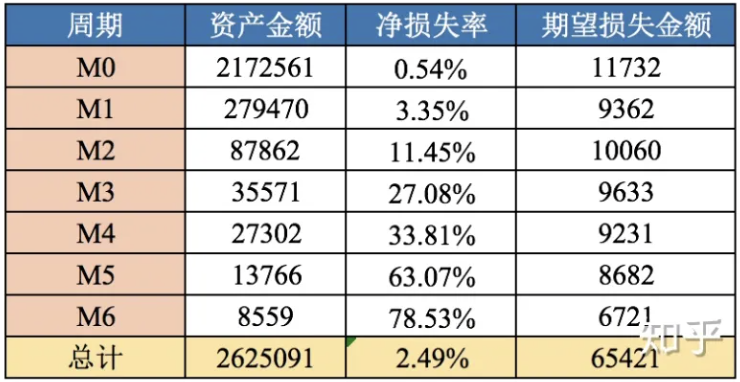 周期 资产金额 净损失率 期望损失金额
M0 2172561 0.54% 11732
M1 279470 3.35% 9362
M2 87862 11.45% 10060
M3 35571 27.08% 9633
M4 27302 33.81% 9231
M5 13766 63.07% 8682
M6 8559 78.53% 6721
知乎
总计 2625091 2.49% 65421